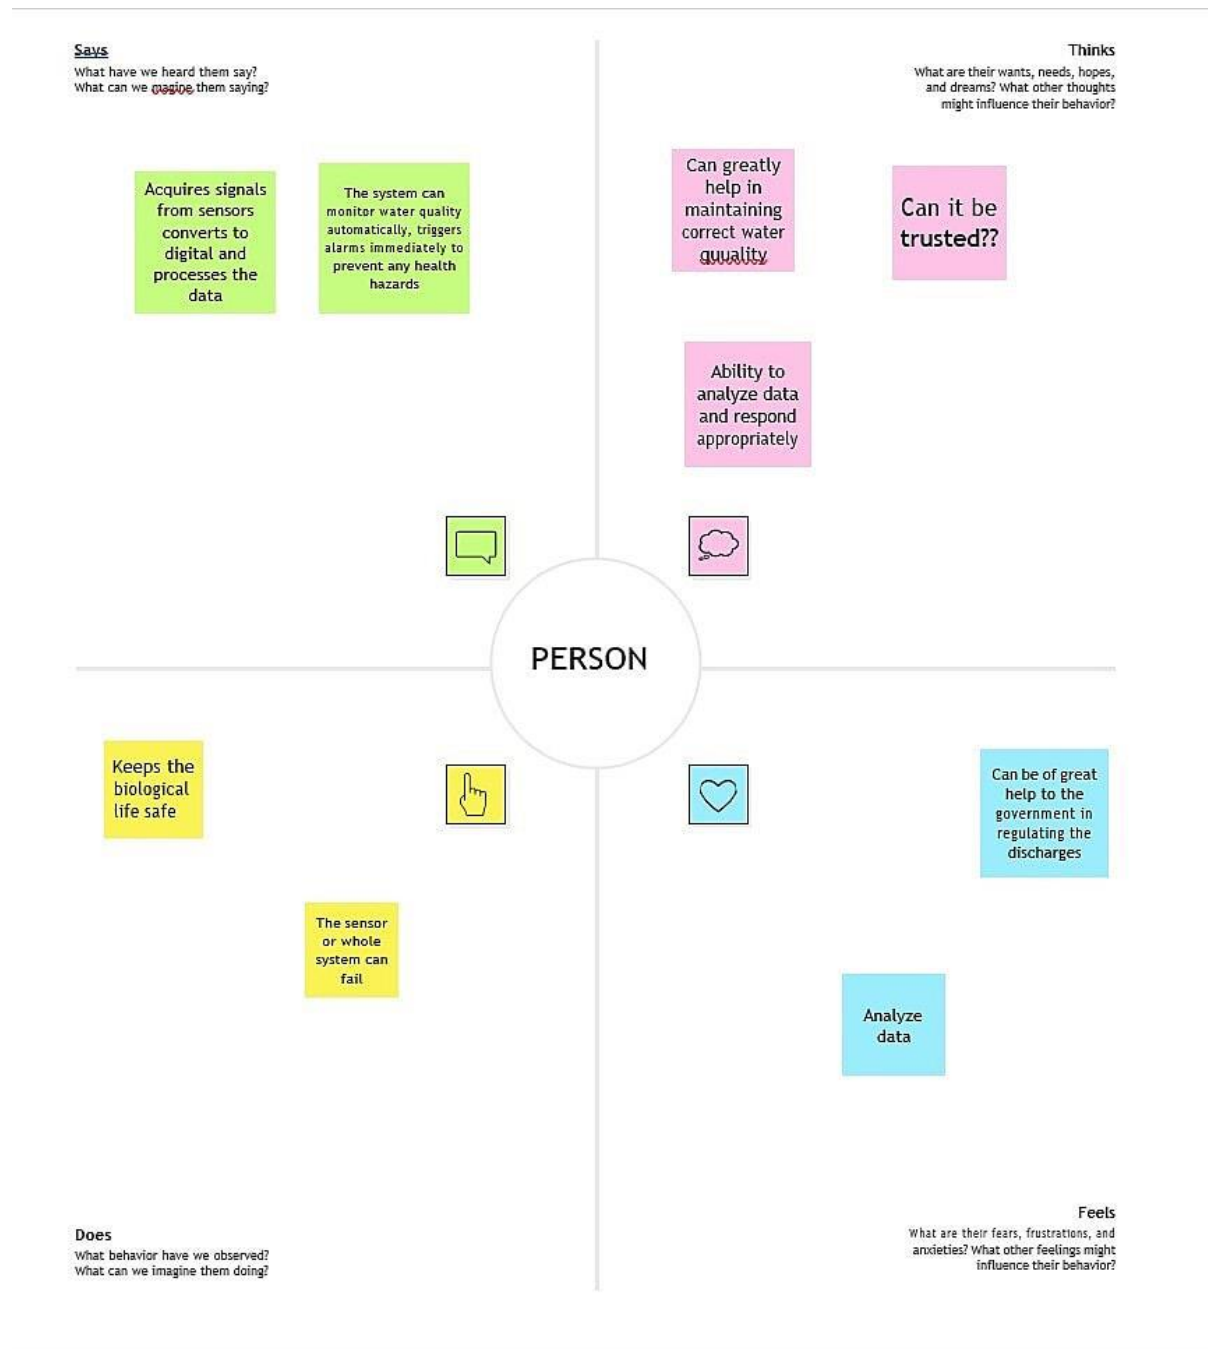 Says
What have we heard them say?
What can we magine them saying?
Thinks
What are their wants, needs, hopes,
and dreams? What other thoughts
might influence their behavior?
Acquires signals
from sensors
converts to
digital and
processes the
data
The system can
monitor water quality
automatically, triggers
alarms immediately to
prevent any health
hazards
Can greatly
help in
maintaining
correct water
quuality
Can it be
trusted??
Ability to
analyze data
and respond
appropriately
PERSON
Keeps the
biological
life safe
The sensor
or whole
system can
fail
Can be of great
help to the
government in
regulating the
discharges
Analyze
data
Does
What behavior have we observed?
What can we imagine them doing?
Feels
What are their fears, frustrations, and
anxieties? What other feelings might
influence their behavior?